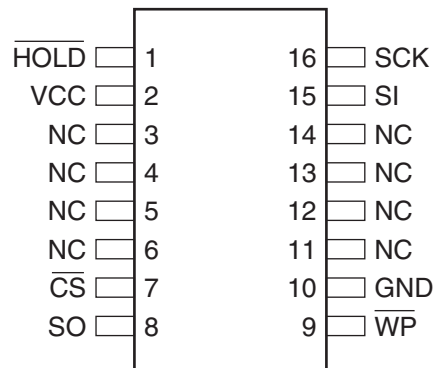 HOLD 1 16 SCK
VCC 2 15 SI
NC 3 14 NC
NC 4 13 NC
NC 5 12 NC
NC 6 11 NC
CS 7 10 GND
SO 8 9 WP